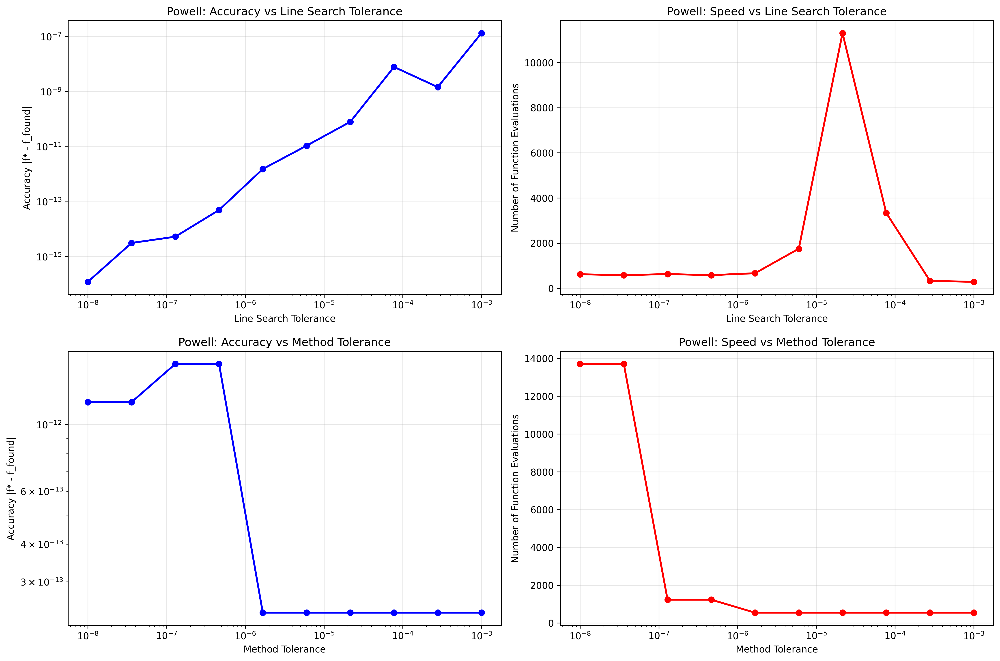 Powell: Accuracy vs Line Search Tolerance
Accuracy |f* - f_found|
10⁻⁷
10⁻⁹
10⁻¹¹
10⁻¹³
10⁻¹⁵
10⁻⁸ 10⁻⁷ 10⁻⁶ 10⁻⁵ 10⁻⁴ 10⁻³
Line Search Tolerance
Powell: Speed vs Line Search Tolerance
Number of Function Evaluations
10000
8000
6000
4000
2000
0
10⁻⁸ 10⁻⁷ 10⁻⁶ 10⁻⁵ 10⁻⁴ 10⁻³
Line Search Tolerance
Powell: Accuracy vs Method Tolerance
Accuracy |f* - f_found|
10⁻¹²
6 × 10⁻¹³
4 × 10⁻¹³
3 × 10⁻¹³
10⁻⁸ 10⁻⁷ 10⁻⁶ 10⁻⁵ 10⁻⁴ 10⁻³
Method Tolerance
Powell: Speed vs Method Tolerance
Number of Function Evaluations
14000
12000
10000
8000
6000
4000
2000
0
10⁻⁸ 10⁻⁷ 10⁻⁶ 10⁻⁵ 10⁻⁴ 10⁻³
Method Tolerance